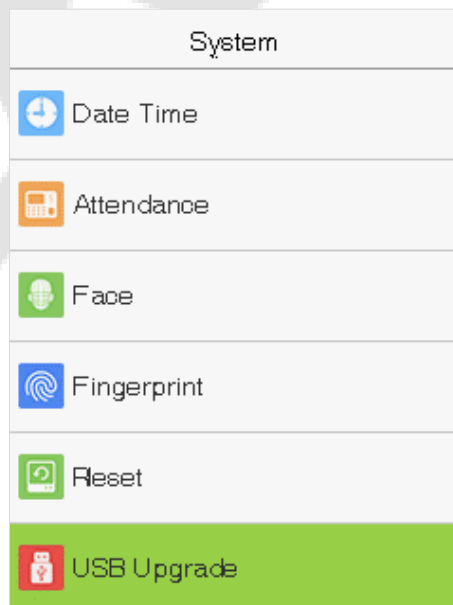 System
Date Time
Attendance
Face
Fingerprint
Reset
USB Upgrade